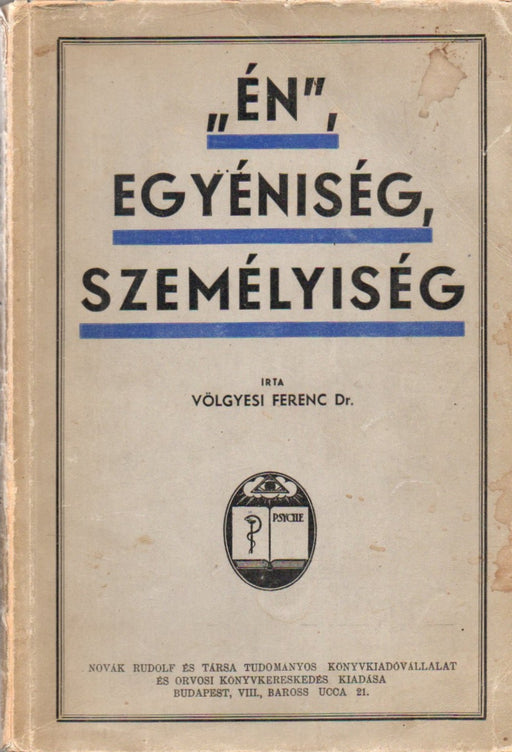 „ÉN",
EGYÉNISÉG,
SZEMÉLYISÉG
IRTA
VÖLGYESI FERENC Dr.
PSYCHE
NOVÁK RUDOLF ÉS TÁRSA TUDOMANYOS KÖNYVKIADÓVÁLLALAT
ÉS ORVOSI KÖNYVKERESKEDÉS KIADÁSA
BUDAPEST, VIII., BAROSS UCCA 21.